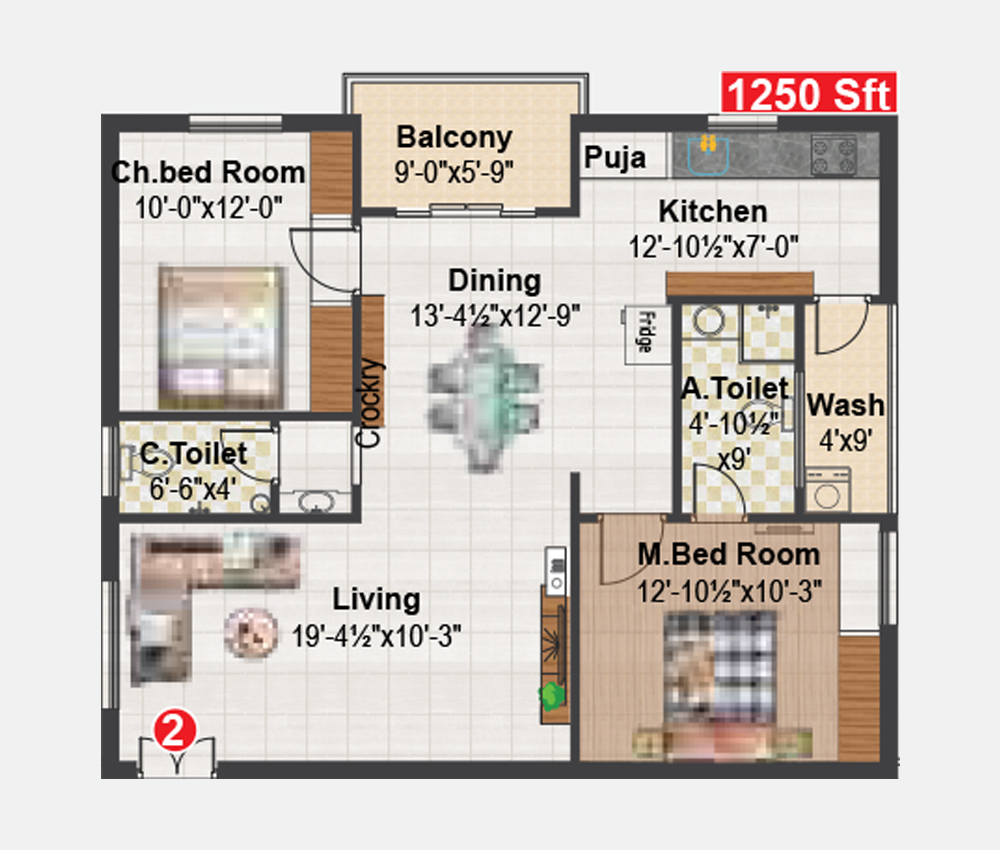 1250 Sft
Balcony
9'-0"x5'-9"
Puja
Ch.bed Room
10'-0"x12'-0"
Kitchen
12'-10½"x7'-0"
Dining
13'-4½"x12'-9"
Fridge
Crockry
A.Toilet
4'-10½"
x9'
Wash
4'x9'
C.Toilet
6'-6"x4'
M.Bed Room
12'-10½"x10'-3"
Living
19'-4½"x10'-3"
2